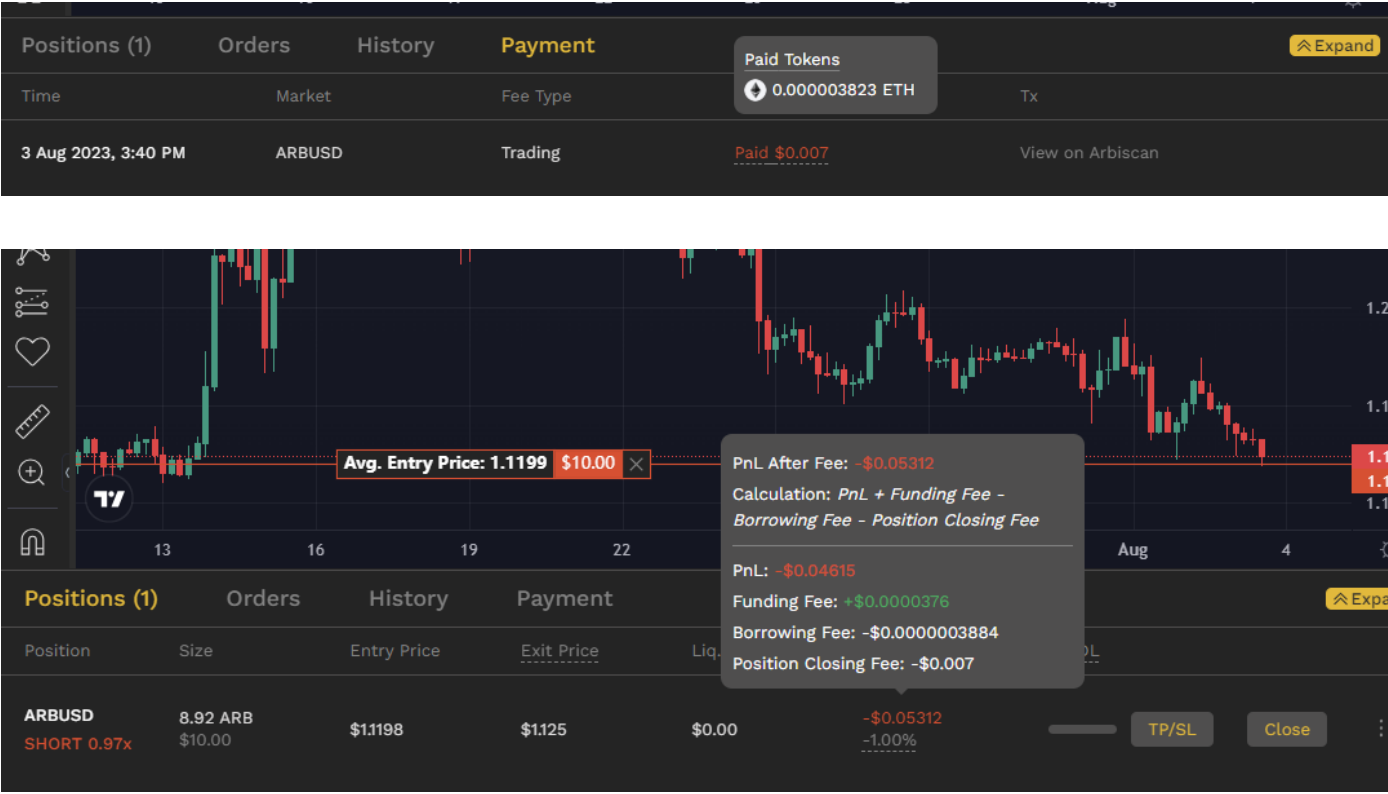 Positions (1) Orders History Payment Expand
Paid Tokens
0.000003823 ETH
Time Market Fee Type Tx
3 Aug 2023, 3:40 PM ARBUSD Trading Paid $0.007 View on Arbiscan
1.1
Avg. Entry Price: 1.1199 $10.00
1.1
1.1
1.1
13 16 19 22 Aug 4
PnL After Fee: -$0.05312
Calculation: PnL + Funding Fee -
Borrowing Fee - Position Closing Fee
PnL: -$0.04615
Funding Fee: +$0.0000376
Borrowing Fee: -$0.0000003884
Position Closing Fee: -$0.007
Positions (1) Orders History Payment
Position Size Entry Price Exit Price Liq.
ARBUSD 8.92 ARB $1.1198 $1.125 $0.00 -$0.05312 TP/SL Close
SHORT 0.97x $10.00 -1.00%